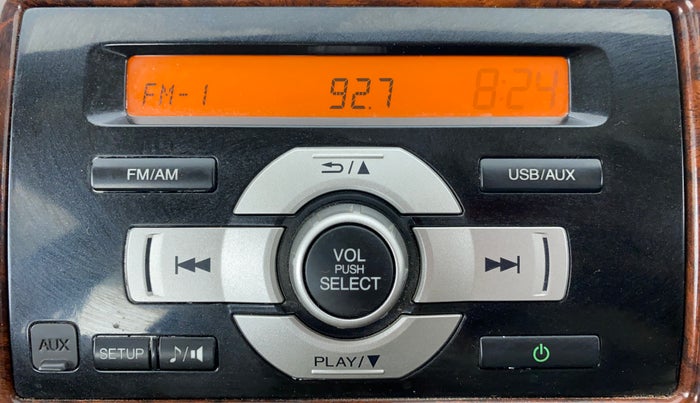 FM-1 92.7 8:24
FM/AM
USB/AUX
VOL
PUSH
SELECT
AUX
SETUP
PLAY/▼